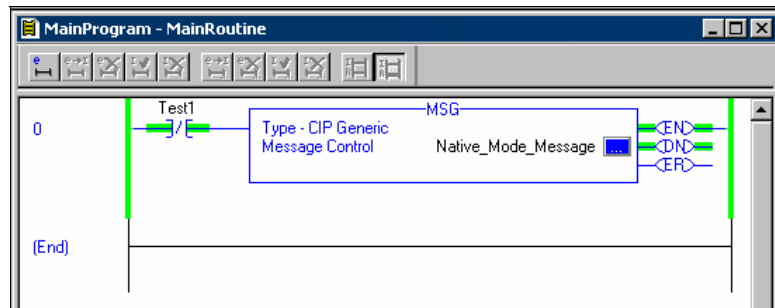 MainProgram - MainRoutine
0
Test1
MSG
Type - CIP Generic
Message Control Native_Mode_Message ...
EN
DN
ER
(End)